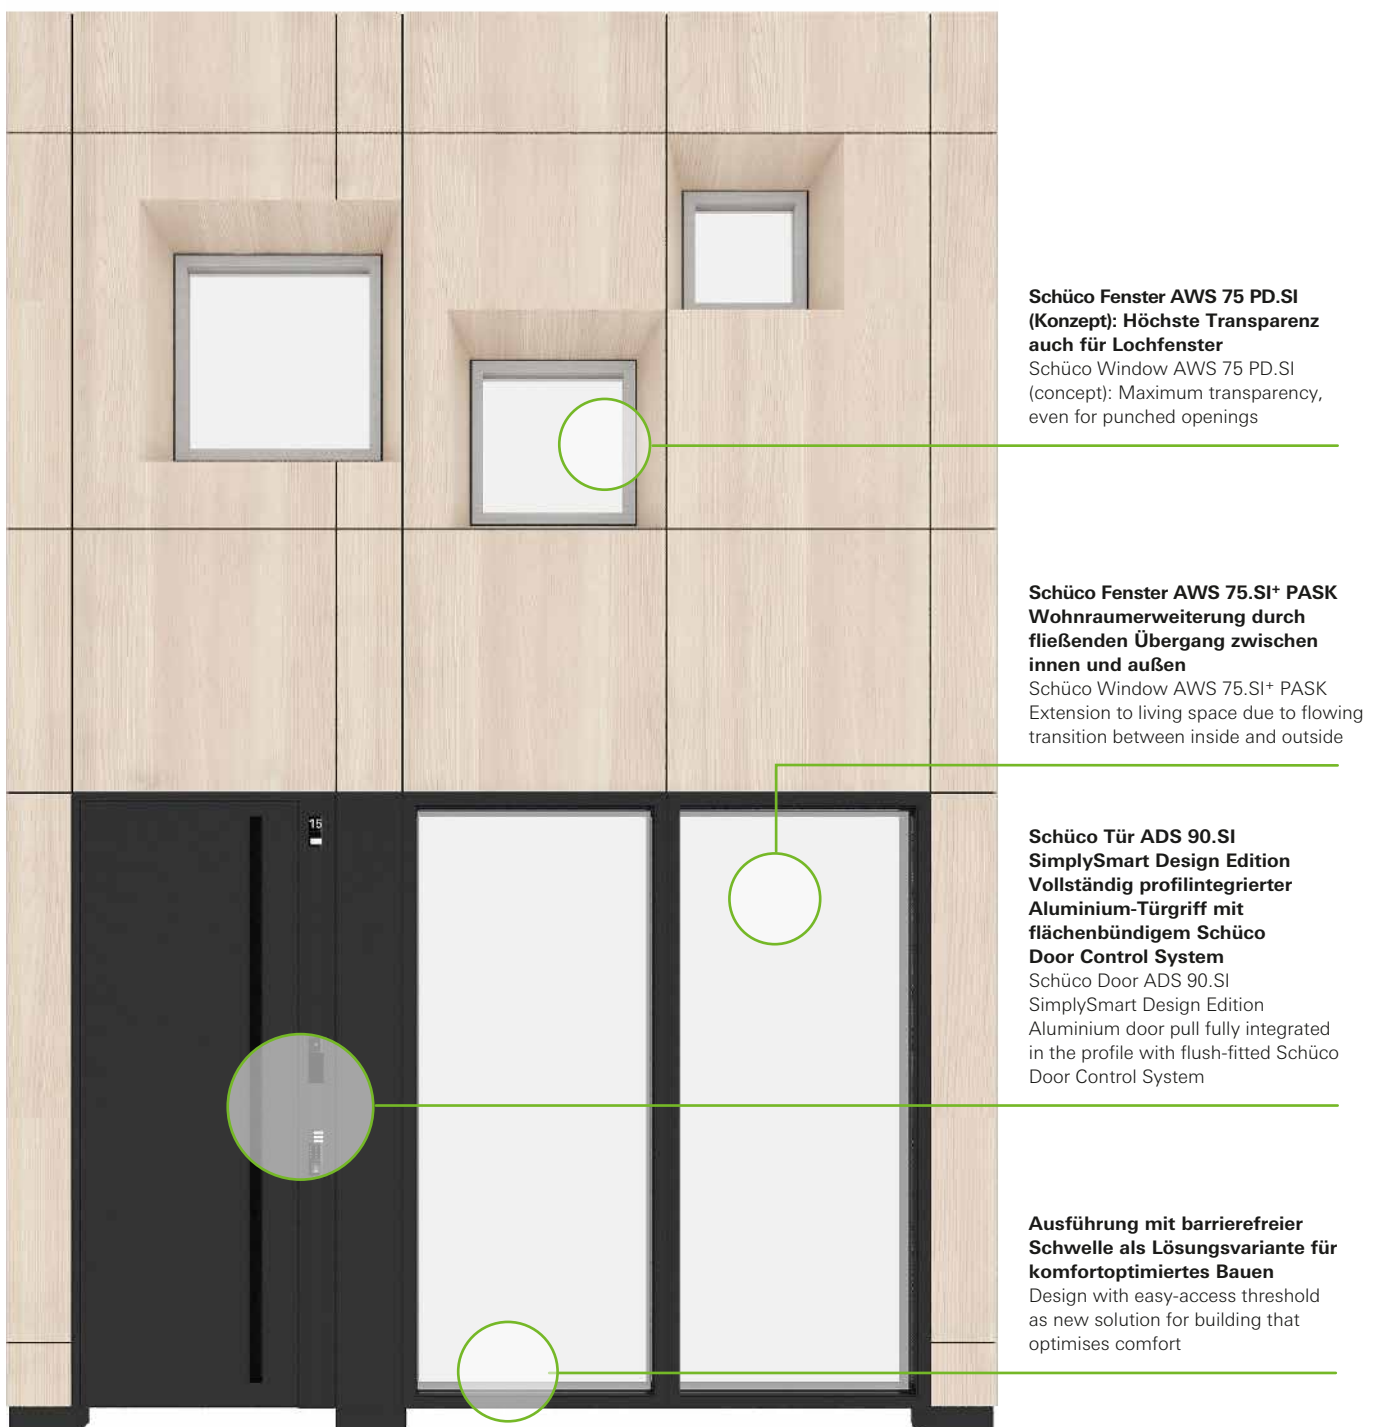 Schüco Fenster AWS 75 PD.SI
(Konzept): Höchste Transparenz
auch für Lochfenster
Schüco Window AWS 75 PD.SI
(concept): Maximum transparency,
even for punched openings
Schüco Fenster AWS 75.SI⁺ PASK
Wohnraumerweiterung durch
fließenden Übergang zwischen
innen und außen
Schüco Window AWS 75.SI⁺ PASK
Extension to living space due to flowing
transition between inside and outside
15
Schüco Tür ADS 90.SI
SimplySmart Design Edition
Vollständig profilintegrierter
Aluminium-Türgriff mit
flächenbündigem Schüco
Door Control System
Schüco Door ADS 90.SI
SimplySmart Design Edition
Aluminium door pull fully integrated
in the profile with flush-fitted Schüco
Door Control System
Ausführung mit barrierefreier
Schwelle als Lösungsvariante für
komfortoptimiertes Bauen
Design with easy-access threshold
as new solution for building that
optimises comfort